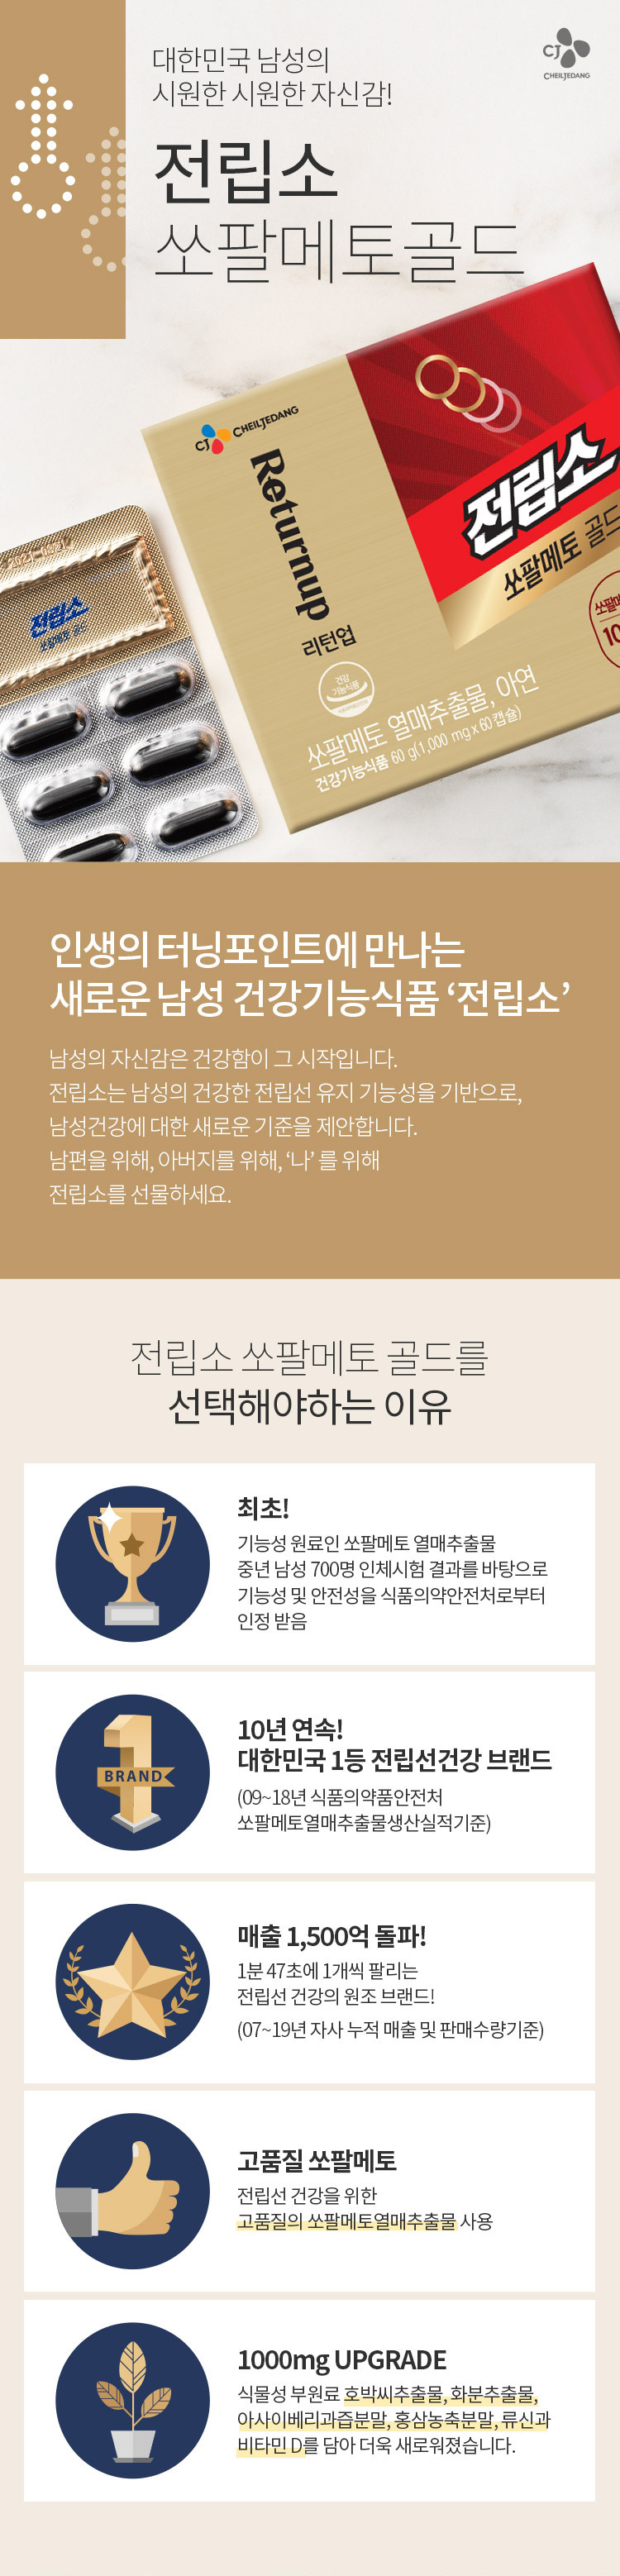 대한민국 남성의
시원한 시원한 자신감!
CJ
CHEILJEDANG
전립소
쏘팔메토골드
CJ CHEILJEDANG
Returnup
리턴업
전립소
쏘팔메토 골드
건강
기능식품
쏘팔메토 열매추출물, 아연
건강기능식품 60 g(1,000 mg x 60캡슐)
전립소
쏘팔메토 골드
인생의 터닝포인트에 만나는
새로운 남성 건강기능식품 ‘전립소’
남성의 자신감은 건강함이 그 시작입니다.
전립소는 남성의 건강한 전립선 유지 기능성을 기반으로,
남성건강에 대한 새로운 기준을 제안합니다.
남편을 위해, 아버지를 위해, ‘나’ 를 위해
전립소를 선물하세요.
전립소 쏘팔메토 골드를
선택해야하는 이유
최초!
기능성 원료인 쏘팔메토 열매추출물
중년 남성 700명 인체시험 결과를 바탕으로
기능성 및 안전성을 식품의약안전처로부터
인정 받음
BRAND
10년 연속!
대한민국 1등 전립선건강 브랜드
(09~18년 식품의약품안전처
쏘팔메토열매추출물생산실적기준)
매출 1,500억 돌파!
1분 47초에 1개씩 팔리는
전립선 건강의 원조 브랜드!
(07~19년 자사 누적 매출 및 판매수량기준)
고품질 쏘팔메토
전립선 건강을 위한
고품질의 쏘팔메토열매추출물 사용
1000mg UPGRADE
식물성 부원료 호박씨추출물, 화분추출물,
아사이베리과즙분말, 홍삼농축분말, 류신과
비타민 D를 담아 더욱 새로워졌습니다.